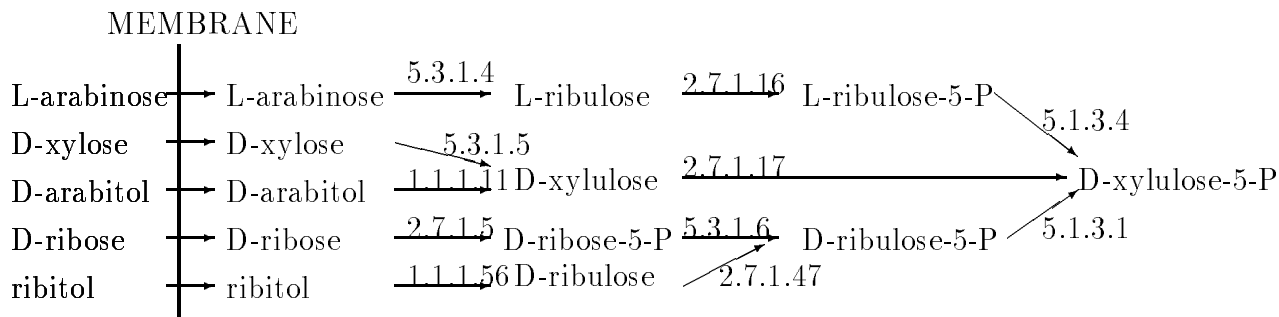 MEMBRANE
L-arabinose L-arabinose 5.3.1.4 L-ribulose 2.7.1.16 L-ribulose-5-P
5.1.3.4
D-xylose D-xylose 5.3.1.5
D-arabitol D-arabitol 1.1.1.11 D-xylulose 2.7.1.17 D-xylulose-5-P
D-ribose D-ribose 2.7.1.5 D-ribose-5-P 5.3.1.6 D-ribulose-5-P 5.1.3.1
ribitol ribitol 1.1.1.56 D-ribulose 2.7.1.47